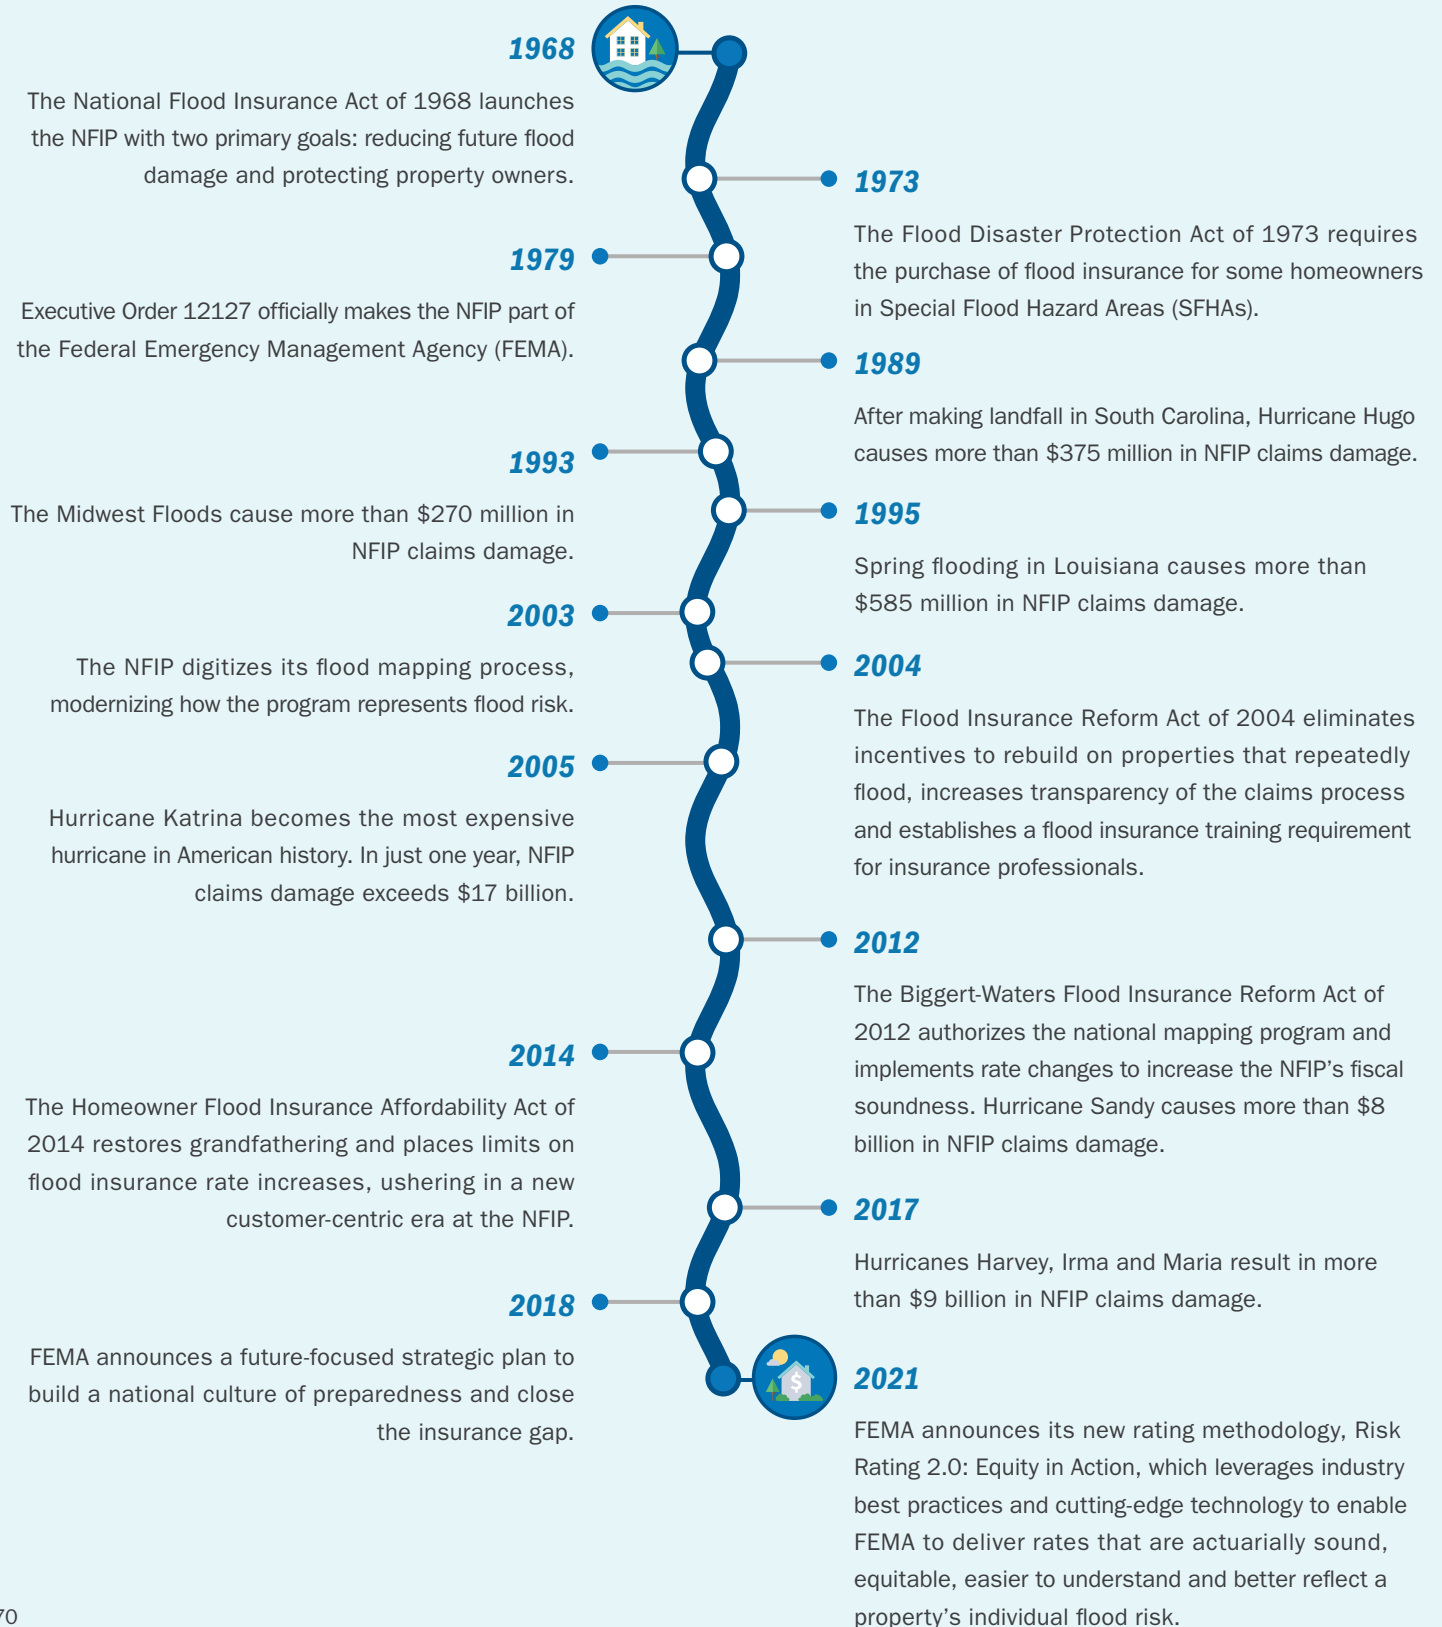 1968
The National Flood Insurance Act of 1968 launches
the NFIP with two primary goals: reducing future flood
damage and protecting property owners.
1973
The Flood Disaster Protection Act of 1973 requires
the purchase of flood insurance for some homeowners
in Special Flood Hazard Areas (SFHAs).
1979
Executive Order 12127 officially makes the NFIP part of
the Federal Emergency Management Agency (FEMA).
1989
After making landfall in South Carolina, Hurricane Hugo
causes more than $375 million in NFIP claims damage.
1993
The Midwest Floods cause more than $270 million in
NFIP claims damage.
1995
Spring flooding in Louisiana causes more than
$585 million in NFIP claims damage.
2003
The NFIP digitizes its flood mapping process,
modernizing how the program represents flood risk.
2004
The Flood Insurance Reform Act of 2004 eliminates
incentives to rebuild on properties that repeatedly
flood, increases transparency of the claims process
and establishes a flood insurance training requirement
for insurance professionals.
2005
Hurricane Katrina becomes the most expensive
hurricane in American history. In just one year, NFIP
claims damage exceeds $17 billion.
2012
The Biggert-Waters Flood Insurance Reform Act of
2012 authorizes the national mapping program and
implements rate changes to increase the NFIP’s fiscal
soundness. Hurricane Sandy causes more than $8
billion in NFIP claims damage.
2014
The Homeowner Flood Insurance Affordability Act of
2014 restores grandfathering and places limits on
flood insurance rate increases, ushering in a new
customer-centric era at the NFIP.
2017
Hurricanes Harvey, Irma and Maria result in more
than $9 billion in NFIP claims damage.
2018
FEMA announces a future-focused strategic plan to
build a national culture of preparedness and close
the insurance gap.
$
2021
FEMA announces its new rating methodology, Risk
Rating 2.0: Equity in Action, which leverages industry
best practices and cutting-edge technology to enable
FEMA to deliver rates that are actuarially sound,
equitable, easier to understand and better reflect a
property’s individual flood risk.
70